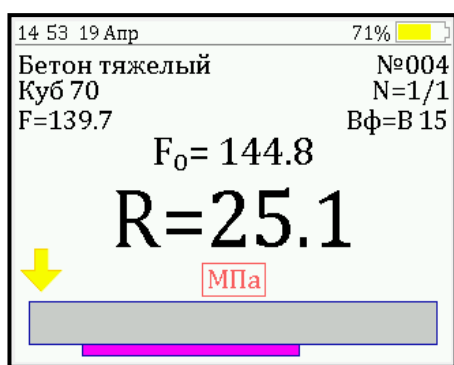 14 53 19 Апр 71%
Бетон тяжелый №004
Куб 70 N=1/1
F=139.7 Вф=В 15
F₀= 144.8
R=25.1
МПа